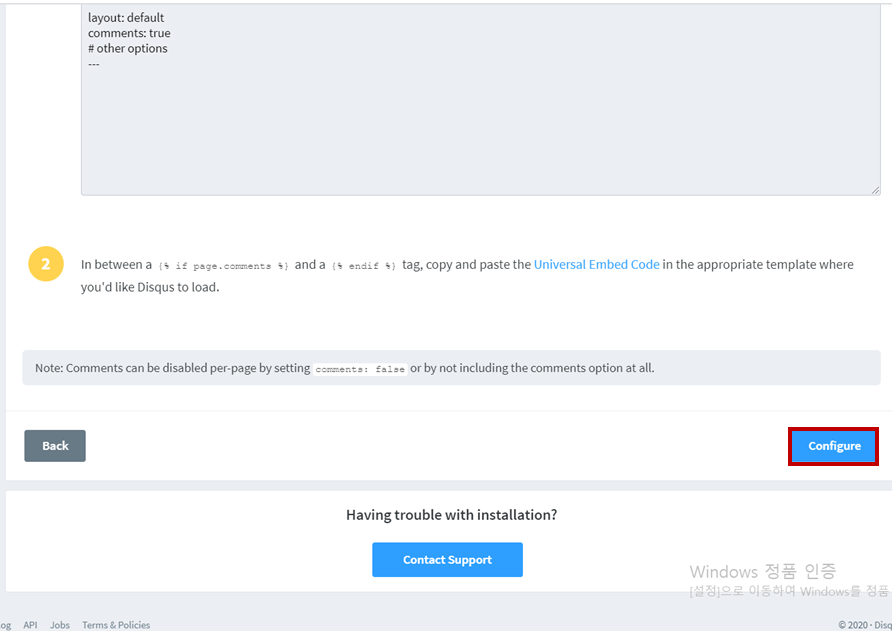 layout: default
comments: true
# other options
---
2
In between a {% if page.comments %} and a {% endif %} tag, copy and paste the Universal Embed Code in the appropriate template where
you'd like Disqus to load.
Note: Comments can be disabled per-page by setting comments: false or by not including the comments option at all.
Back
Configure
Having trouble with installation?
Contact Support
Windows 정품 인증
[설정]으로 이동하여 Windows를 정품
og API Jobs Terms & Policies
© 2020 · Disq